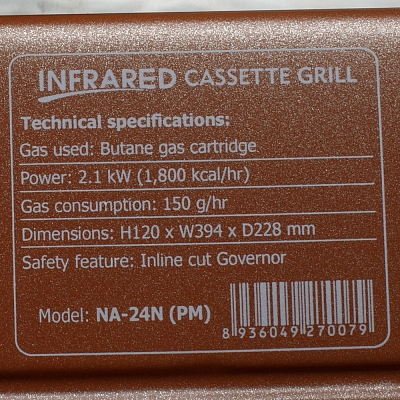 INFRARED CASSETTE GRILL
Technical specifications:
Gas used: Butane gas cartridge
Power: 2.1 kW (1,800 kcal/hr)
Gas consumption: 150 g/hr
Dimensions: H120 x W394 x D228 mm
Safety feature: Inline cut Governor
Model: NA-24N (PM)
8 936049 270079